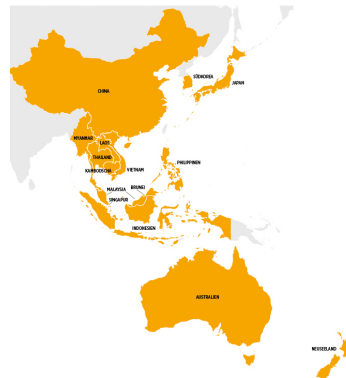 SÜDKOREA
JAPAN
CHINA
MYANMAR
LAOS
THAILAND
PHILIPPINEN
KAMBODSCHA
VIETNAM
MALAYSIA
BRUNEI
SINGAPUR
INDONESIEN
AUSTRALIEN
NEUSEELAND